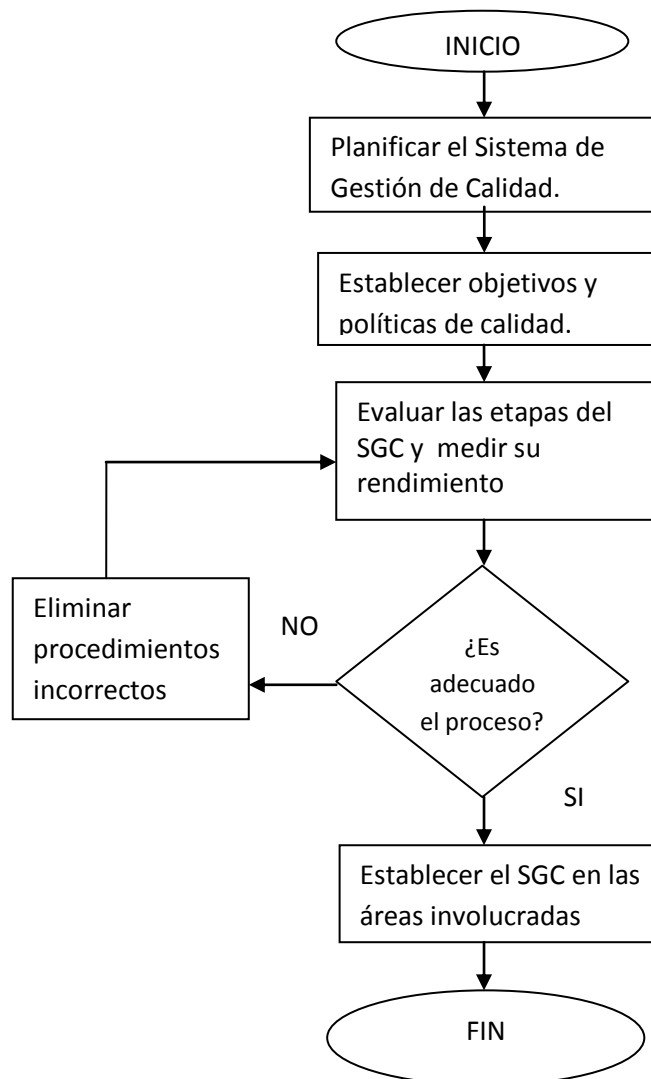 INICIO
Planificar el Sistema de
Gestión de Calidad.
Establecer objetivos y
políticas de calidad.
Evaluar las etapas del
SGC y  medir su
rendimiento
Eliminar
procedimientos
incorrectos
NO
¿Es
adecuado
el proceso?
SI
Establecer el SGC en las
áreas involucradas
FIN